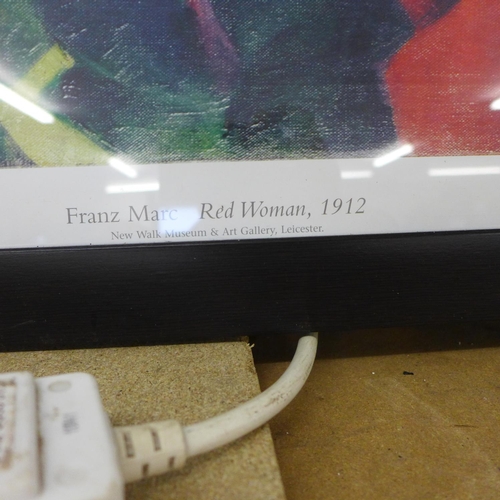 Franz Marc Red Woman, 1912
New Walk Museum & Art Gallery, Leicester.